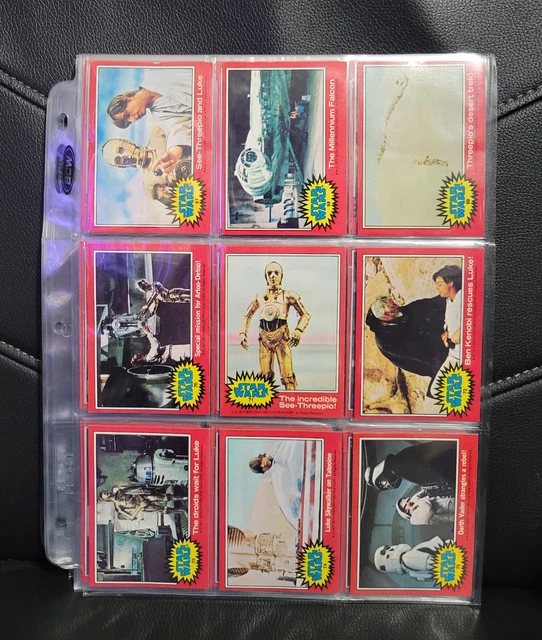 BCW
See-Threepio and Luke
STAR
WARS
The Millennium Falcon
STAR
WARS
Threepio's desert trek!
STAR
WARS
Special mission for Artoo-Detoo!
STAR
WARS
STAR
WARS
The incredible
See-Threepio!
Ben Kenobi rescues Luke!
STAR
WARS
The droids wait for Luke
STAR
WARS
Luke Skywalker on Tatooine
STAR
WARS
Darth Vader strangles a rebel!
STAR
WARS